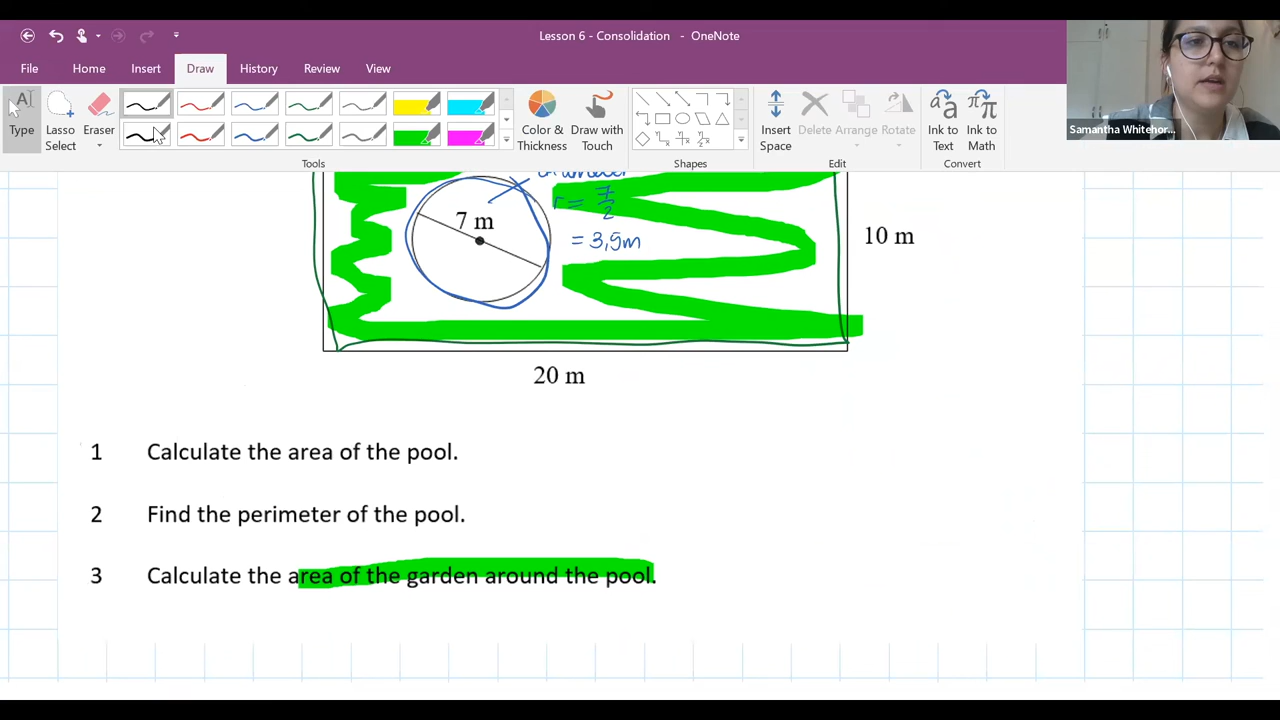 Lesson 6 - Consolidation - OneNote
File Home Insert Draw History Review View
Type
Lasso Select
Eraser
Color & Thickness
Draw with Touch
Insert Space
Delete
Arrange
Rotate
Ink to Text
Ink to Math
Tools
Shapes
Edit
Convert
Samantha Whitehor...
r = 7/2
= 3,5m
7 m
10 m
20 m
1 Calculate the area of the pool.
2 Find the perimeter of the pool.
3 Calculate the area of the garden around the pool.